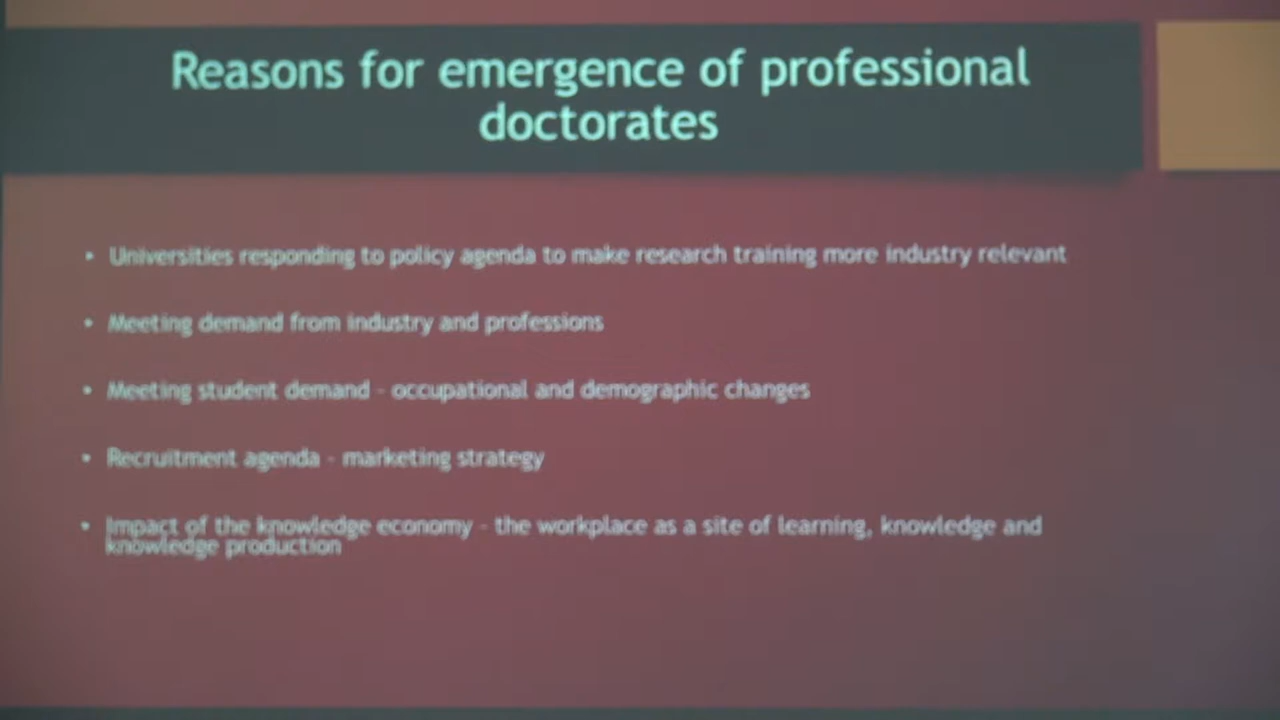 Reasons for emergence of professional
doctorates
• Universities responding to policy agenda to make research training more industry relevant
• Meeting demand from industry and professions
• Meeting student demand - occupational and demographic changes
• Recruitment agenda - marketing strategy
• Impact of the knowledge economy - the workplace as a site of learning, knowledge and
knowledge production